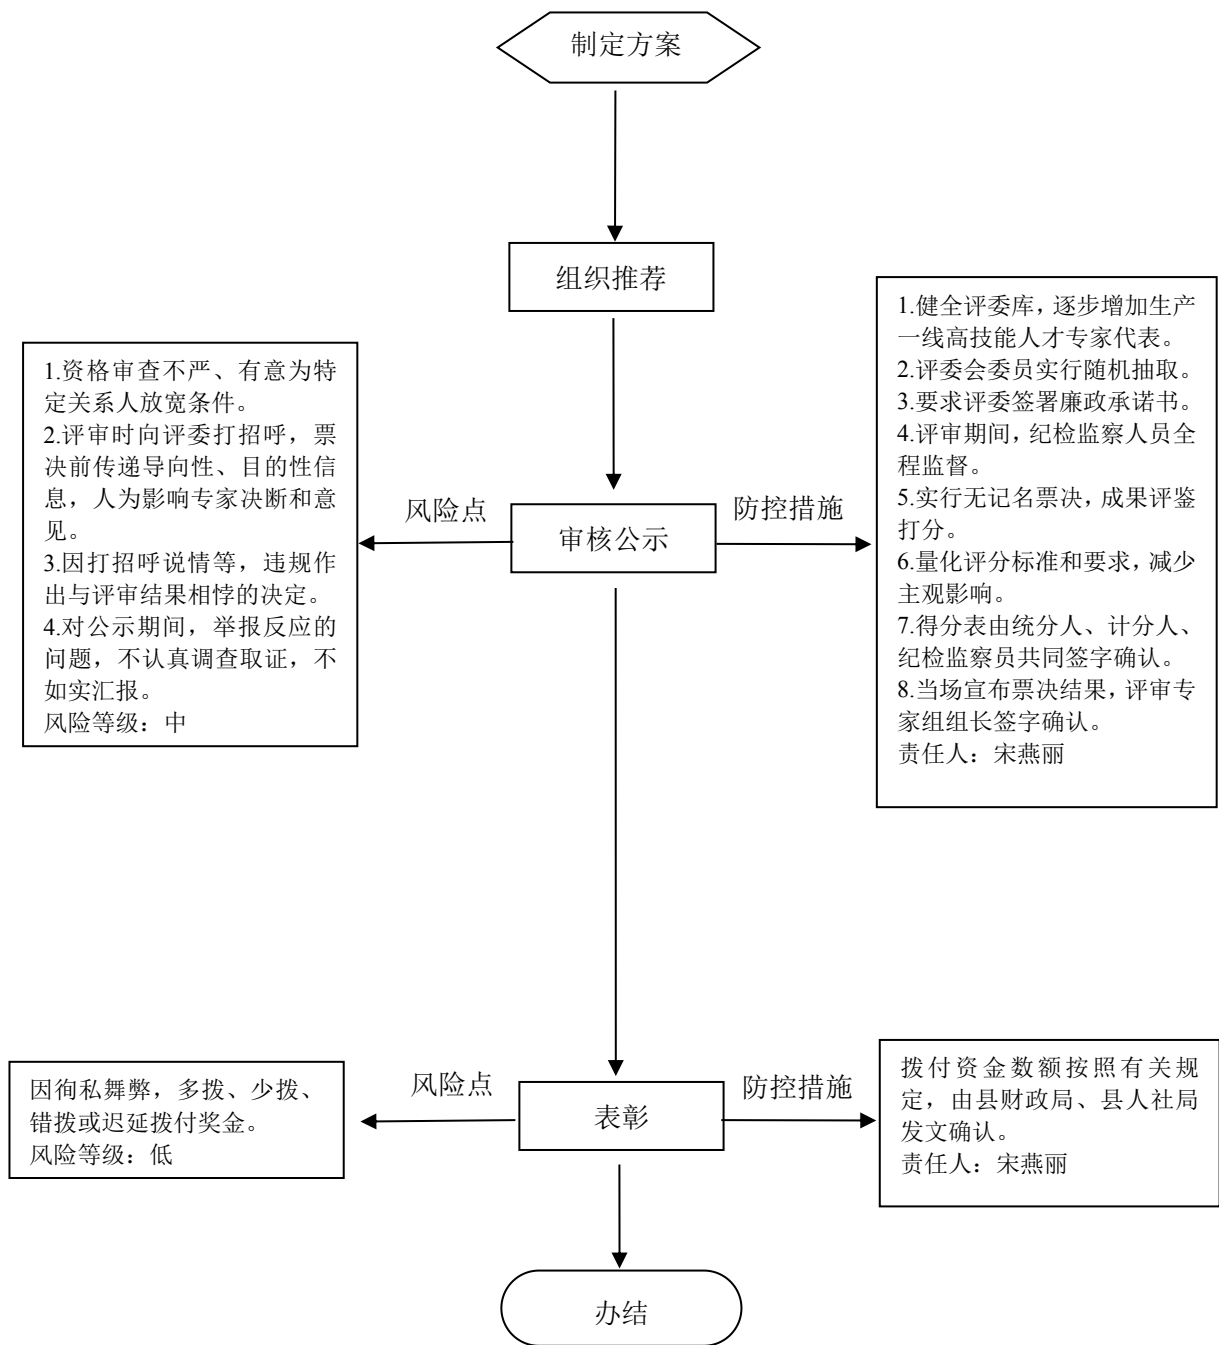 制定方案
组织推荐
1.资格审查不严、有意为特
定关系人放宽条件。
2.评审时向评委打招呼，票
决前传递导向性、目的性信
息，人为影响专家决断和意
见。
3.因打招呼说情等，违规作
出与评审结果相悖的决定。
4.对公示期间，举报反应的
问题，不认真调查取证，不
如实汇报。
风险等级：中
风险点
审核公示
防控措施
1.健全评委库，逐步增加生产
一线高技能人才专家代表。
2.评委会委员实行随机抽取。
3.要求评委签署廉政承诺书。
4.评审期间，纪检监察人员全
程监督。
5.实行无记名票决，成果评鉴
打分。
6.量化评分标准和要求，减少
主观影响。
7.得分表由统分人、计分人、
纪检监察员共同签字确认。
8.当场宣布票决结果，评审专
家组组长签字确认。
责任人：宋燕丽
因徇私舞弊，多拨、少拨、
错拨或迟延拨付奖金。
风险等级：低
风险点
表彰
防控措施
拨付资金数额按照有关规
定，由县财政局、县人社局
发文确认。
责任人：宋燕丽
办结